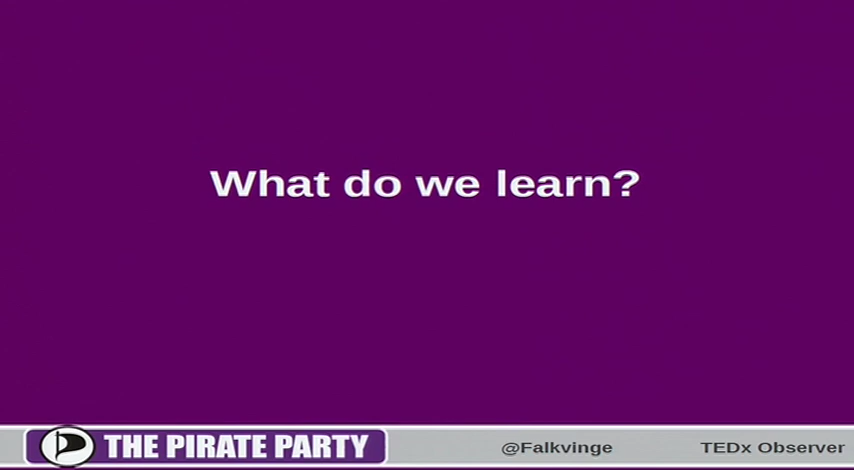 What do we learn?
THE PIRATE PARTY
@Falkvinge
TEDx Observer